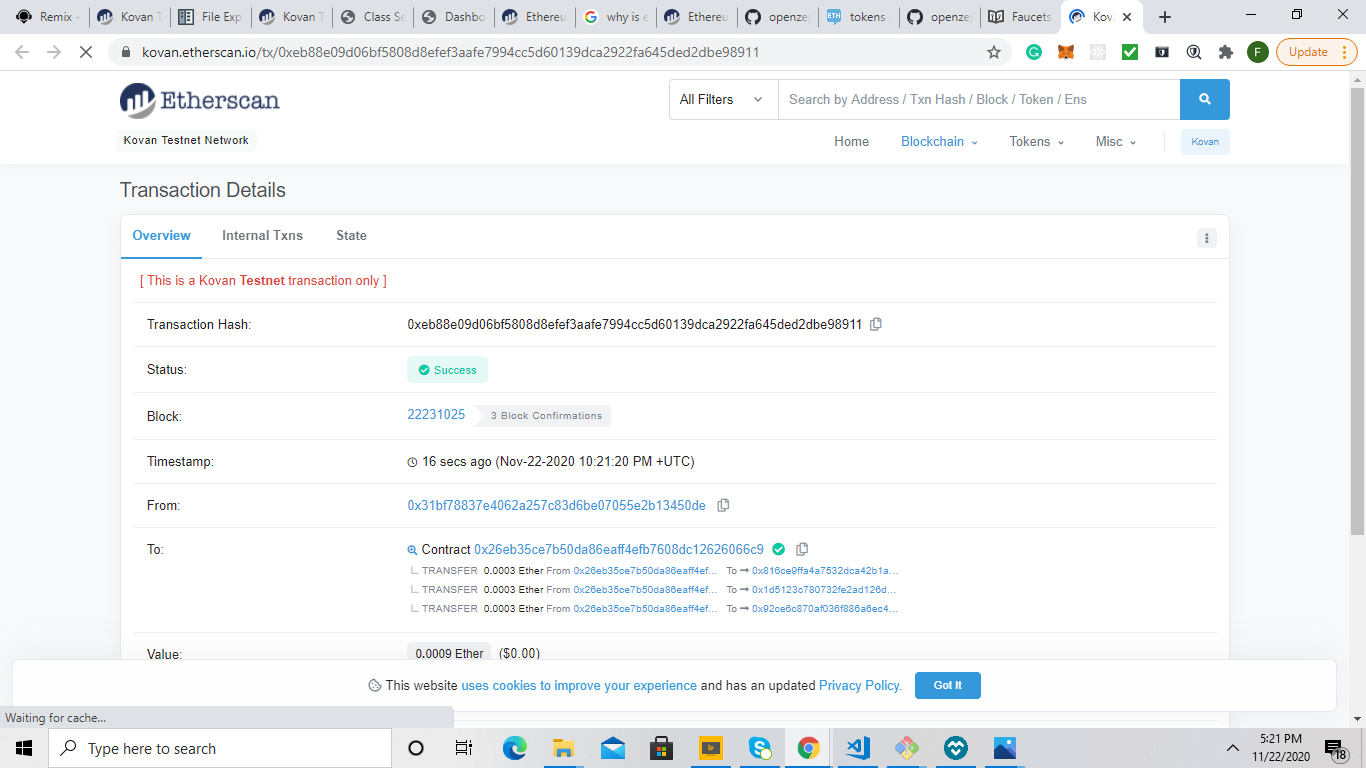 Remix -
Kovan T
File Exp
Kovan T
Class Se
Dashbo
Ethereu
why is e
Ethereu
openze
tokens
openze
Faucets
Kov
kovan.etherscan.io/tx/0xeb88e09d06bf5808d8efef3aafe7994cc5d60139dca2922fa645ded2dbe98911
F
Update
Etherscan
All Filters
Search by Address / Txn Hash / Block / Token / Ens
Kovan Testnet Network
Home
Blockchain
Tokens
Misc
Kovan
Transaction Details
Overview
Internal Txns
State
[ This is a Kovan Testnet transaction only ]
Transaction Hash:
0xeb88e09d06bf5808d8efef3aafe7994cc5d60139dca2922fa645ded2dbe98911
Status:
Success
Block:
22231025
3 Block Confirmations
Timestamp:
16 secs ago (Nov-22-2020 10:21:20 PM +UTC)
From:
0x31bf78837e4062a257c83d6be07055e2b13450de
To:
Contract 0x26eb35ce7b50da86eaff4efb7608dc12626066c9
TRANSFER 0.0003 Ether From 0x26eb35ce7b50da86eaff4ef... To → 0x816ce9ffa4a7532dca42b1a...
TRANSFER 0.0003 Ether From 0x26eb35ce7b50da86eaff4ef... To → 0x1d5123c780732fe2ad126d...
TRANSFER 0.0003 Ether From 0x26eb35ce7b50da86eaff4ef... To → 0x92ce6c870af036f886a6ec4...
Value:
0.0009 Ether
($0.00)
This website uses cookies to improve your experience and has an updated Privacy Policy.
Got It
Waiting for cache...
Type here to search
5:21 PM
11/22/2020
18